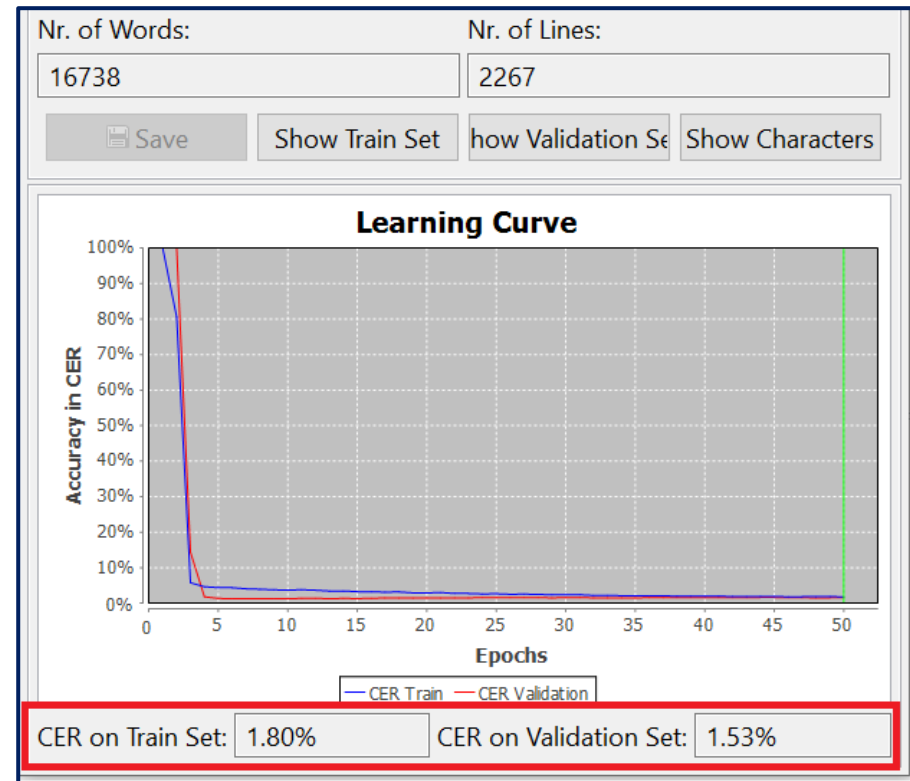 Nr. of Words: Nr. of Lines:
16738 2267
Save Show Train Set how Validation Se Show Characters
Learning Curve
100%
90%
80%
70%
60%
50%
40%
30%
20%
10%
0%
Accuracy in CER
0 5 10 15 20 25 30 35 40 45 50
Epochs
CER Train CER Validation
CER on Train Set: 1.80% CER on Validation Set: 1.53%